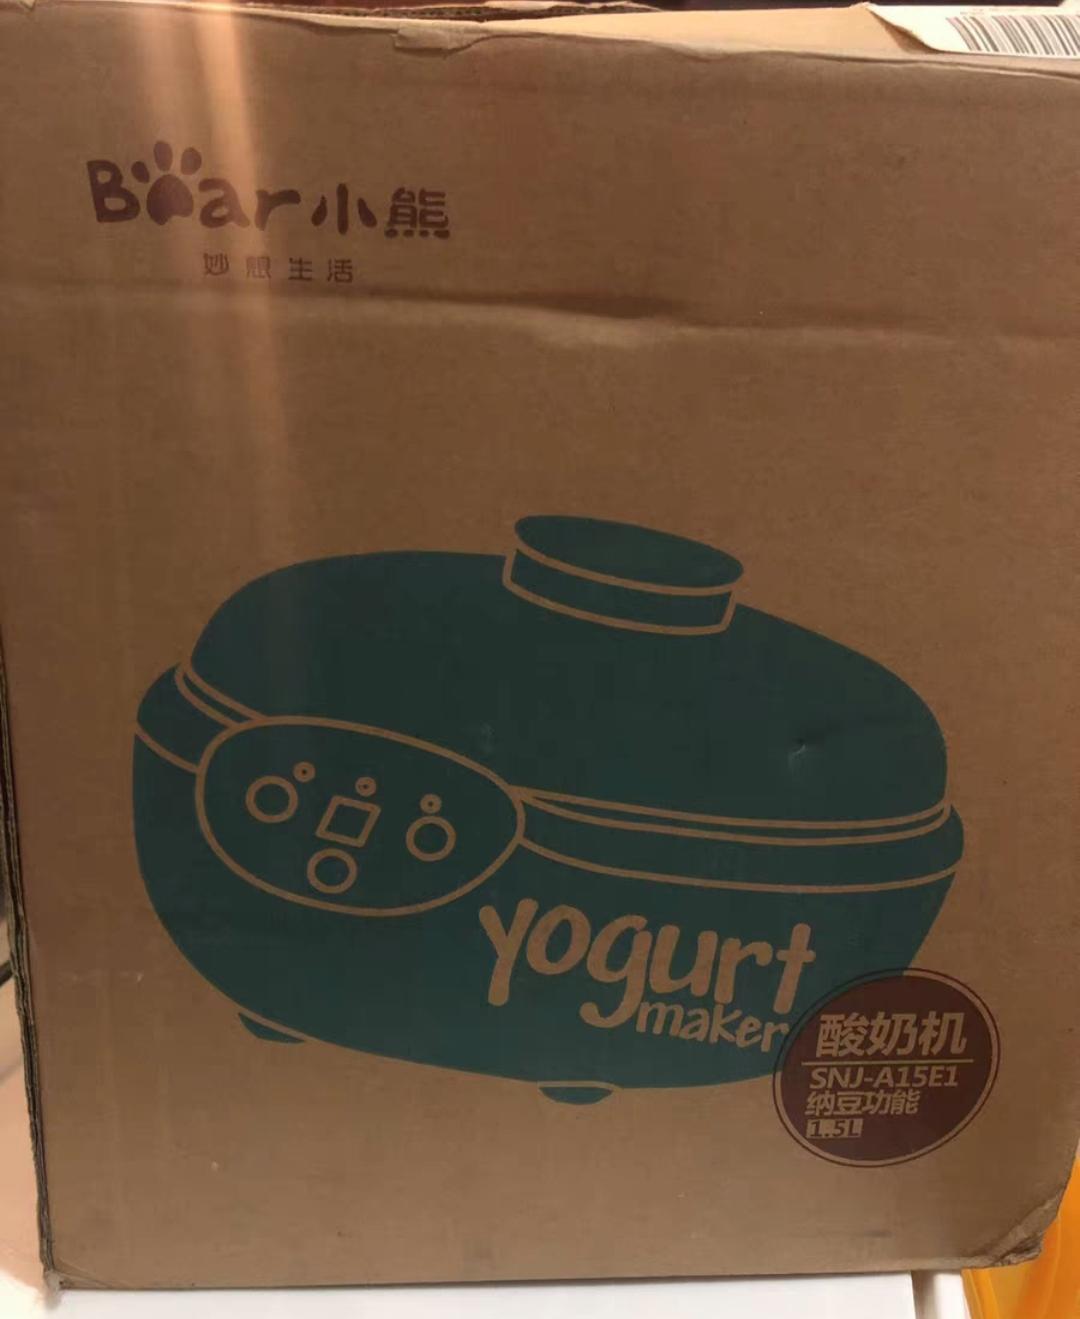 Bear小熊
妙想生活
yogurt
maker
酸奶机
SNJ-A15E1
纳豆功能
1.5L